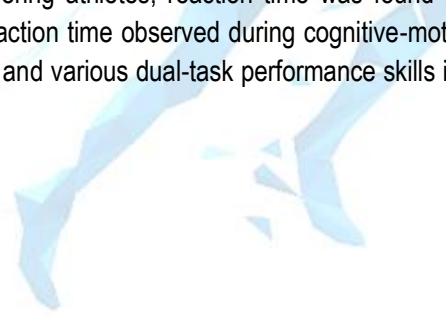 ering athletes, reaction time was found
action time observed during cognitive-mot
and various dual-task performance skills i